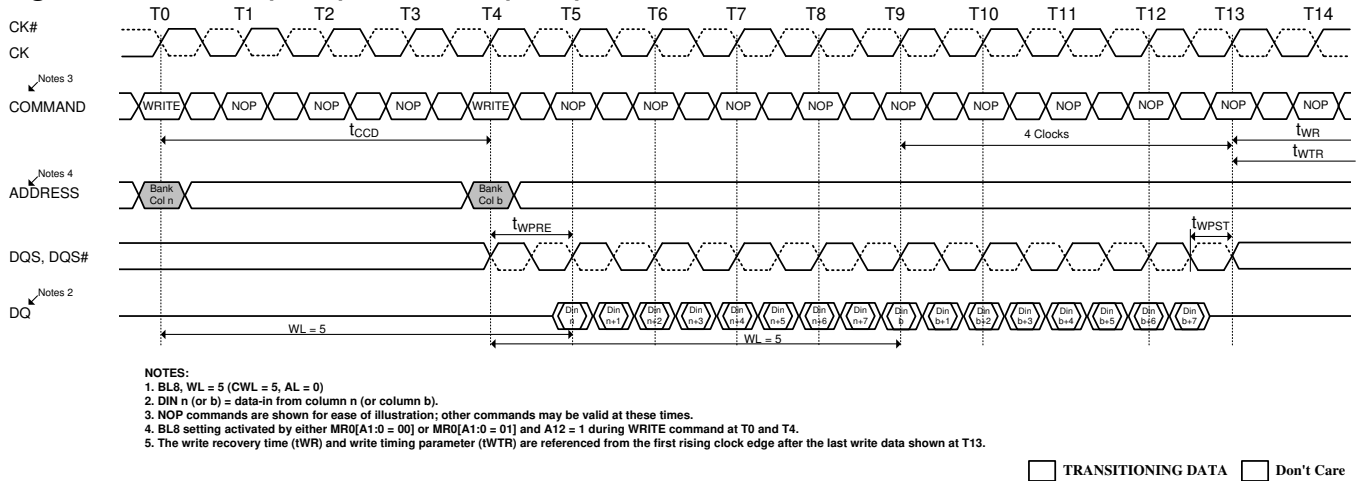 T0 T1 T2 T3 T4 T5 T6 T7 T8 T9 T10 T11 T12 T13 T14
CK#
CK
Notes 3
COMMAND WRITE NOP NOP NOP WRITE NOP NOP NOP NOP NOP NOP NOP NOP NOP NOP
tCCD 4 Clocks tWR
tWTR
Notes 4
ADDRESS
Bank Col n
Bank Col b
tWPRE tWPST
DQS, DQS#
Notes 2
DQ
Din n Din n+1 Din n+2 Din n+3 Din n+4 Din n+5 Din n+6 Din n+7 Din b Din b+1 Din b+2 Din b+3 Din b+4 Din b+5 Din b+6 Din b+7
WL = 5
WL = 5
NOTES:
1. BL8, WL = 5 (CWL = 5, AL = 0)
2. DIN n (or b) = data-in from column n (or column b).
3. NOP commands are shown for ease of illustration; other commands may be valid at these times.
4. BL8 setting activated by either MR0[A1:0 = 00] or MR0[A1:0 = 01] and A12 = 1 during WRITE command at T0 and T4.
5. The write recovery time (tWR) and write timing parameter (tWTR) are referenced from the first rising clock edge after the last write data shown at T13.
TRANSITIONING DATA Don't Care